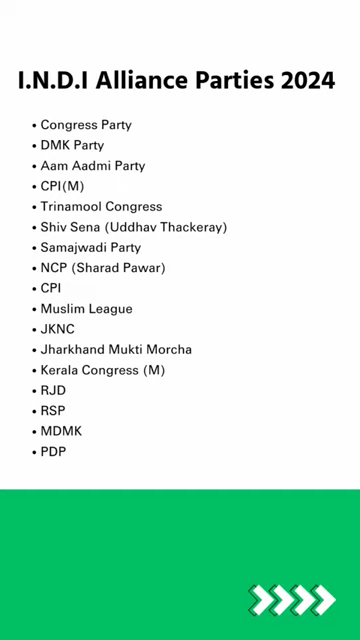 I.N.D.I Alliance Parties 2024
• Congress Party
• DMK Party
• Aam Aadmi Party
• CPI(M)
• Trinamool Congress
• Shiv Sena (Uddhav Thackeray)
• Samajwadi Party
• NCP (Sharad Pawar)
• CPI
• Muslim League
• JKNC
• Jharkhand Mukti Morcha
• Kerala Congress (M)
• RJD
• RSP
• MDMK
• PDP